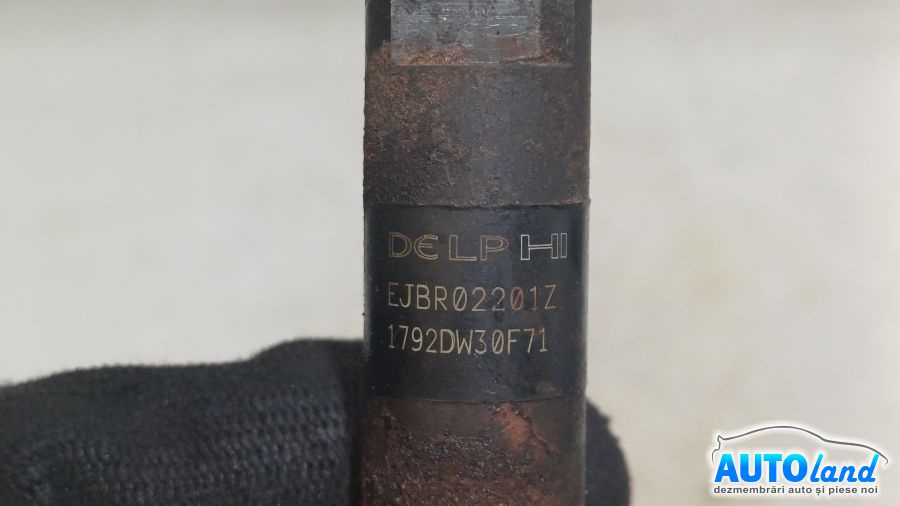 DELPHI
EJBR02201Z
1792DW30F71
AUTOland
dezmembrări auto și piese noi